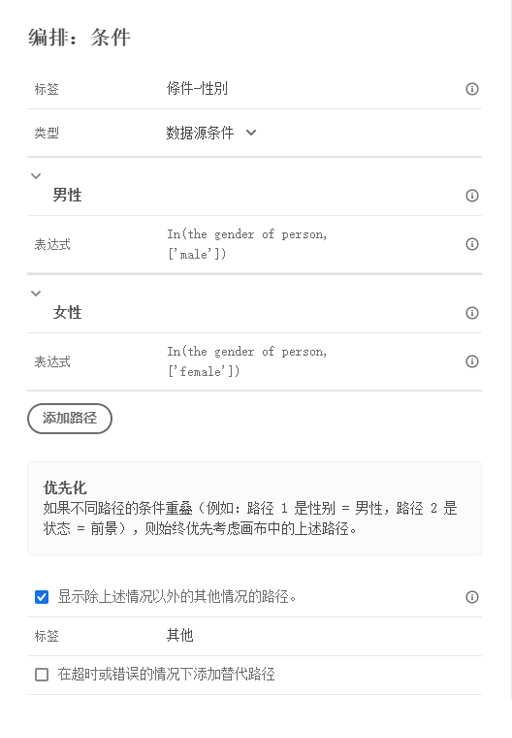 编排：条件
标签 條件-性別
类型 数据源条件
男性
表达式 In(the gender of person,
['male'])
女性
表达式 In(the gender of person,
['female'])
添加路径
优先化
如果不同路径的条件重叠（例如：路径 1 是性别 = 男性，路径 2 是
状态 = 前景），则始终优先考虑画布中的上述路径。
显示除上述情况以外的其他情况的路径。
标签 其他
在超时或错误的情况下添加替代路径